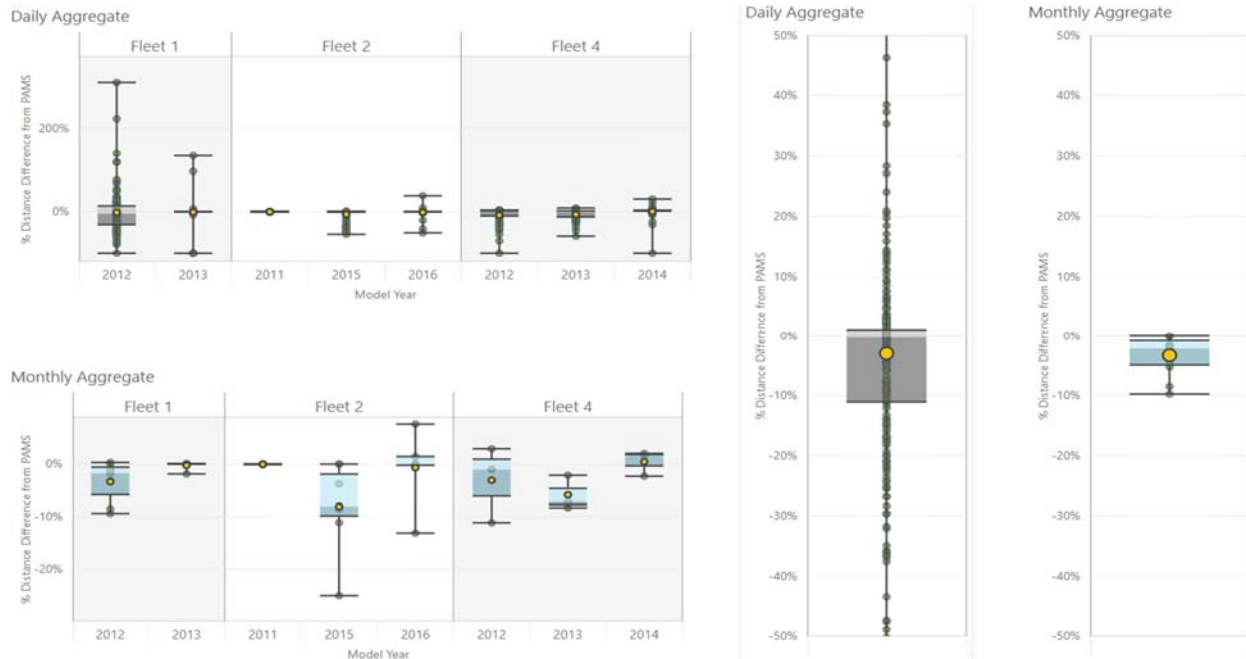 Daily Aggregate
Fleet 1 Fleet 2 Fleet 4
% Distance Difference from PAMS
200%
0%
2012 2013 2011 2015 2016 2012 2013 2014
Model Year
Monthly Aggregate
Fleet 1 Fleet 2 Fleet 4
% Distance Difference from PAMS
0%
-10%
-20%
2012 2013 2011 2015 2016 2012 2013 2014
Model Year
Daily Aggregate
% Distance Difference from PAMS
50%
40%
30%
20%
10%
0%
-10%
-20%
-30%
-40%
-50%
Monthly Aggregate
% Distance Difference from PAMS
50%
40%
30%
20%
10%
0%
-10%
-20%
-30%
-40%
-50%